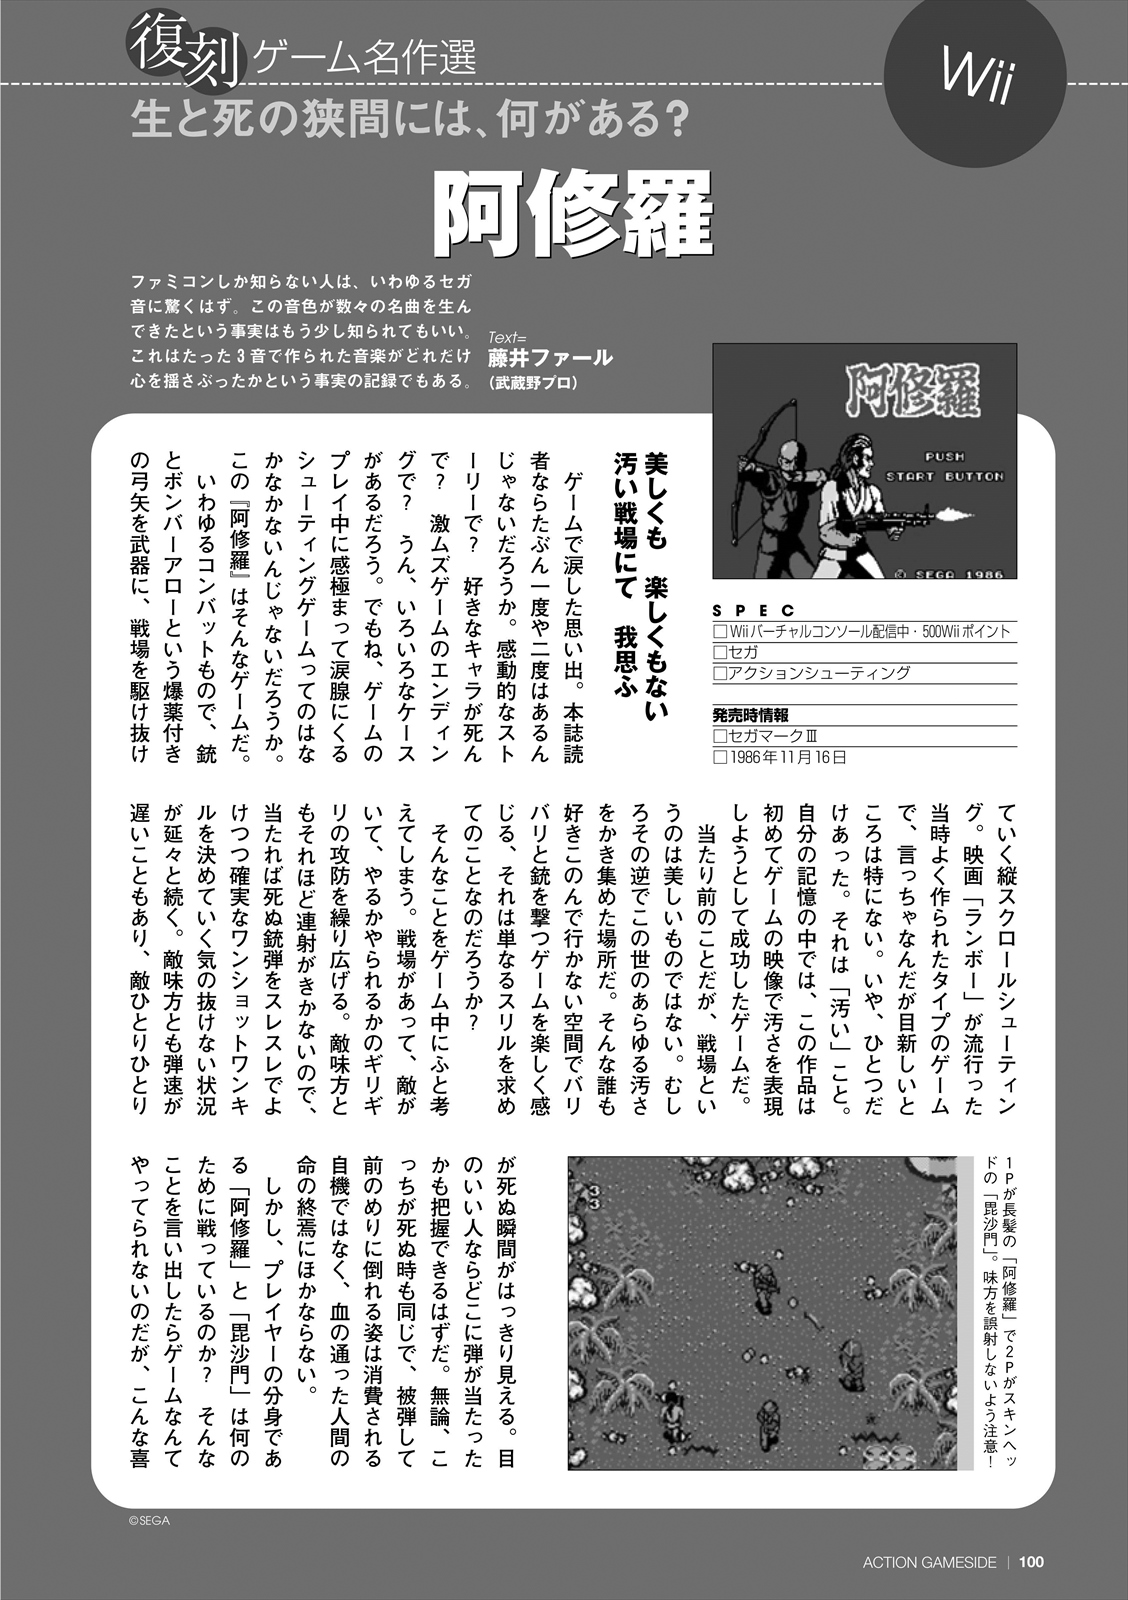 復刻ゲーム名作選
Wii
生と死の狭間には、何がある？
阿修羅
ファミコンしか知らない人は、いわゆるセガ
音に驚くはず。この音色が数々の名曲を生ん
できたという事実はもう少し知られてもいい。
これはたった3音で作られた音楽がどれだけ
心を揺さぶったかという事実の記録でもある。
Text=
藤井ファール
（武蔵野プロ）
阿修羅
PUSH
START BUTTON
© SEGA 1986
SPEC
□Wiiバーチャルコンソール配信中・500Wiiポイント
□セガ
□アクションシューティング
発売時情報
□セガマークⅢ
□1986年11月16日
美しくも　楽しくもない
汚い戦場にて　我思ふ
　ゲームで涙した思い出。本誌読
者ならたぶん一度や二度はあるん
じゃないだろうか。感動的なスト
ーリーで？　好きなキャラが死ん
で？　激ムズゲームのエンディン
グで？　うん、いろいろなケース
があるだろう。でもね、ゲームの
プレイ中に感極まって涙腺にくる
シューティングゲームってのはな
かなかないんじゃないだろうか。
この『阿修羅』はそんなゲームだ。
　いわゆるコンバットもので、銃
とボンバーアローという爆薬付き
の弓矢を武器に、戦場を駆け抜け
ていく縦スクロールシューティン
グ。映画「ランボー」が流行った
当時よく作られたタイプのゲーム
で、言っちゃなんだが目新しいと
ころは特にない。いや、ひとつだ
けあった。それは「汚い」こと。
自分の記憶の中では、この作品は
初めてゲームの映像で汚さを表現
しようとして成功したゲームだ。
　当たり前のことだが、戦場とい
うのは美しいものではない。むし
ろその逆でこの世のあらゆる汚さ
をかき集めた場所だ。そんな誰も
好きこのんで行かない空間でバリ
バリと銃を撃つゲームを楽しく感
じる、それは単なるスリルを求め
てのことなのだろうか？
　そんなことをゲーム中にふと考
えてしまう。戦場があって、敵が
いて、やるかやられるかのギリギ
リの攻防を繰り広げる。敵味方と
もそれほど連射がきかないので、
当たれば死ぬ銃弾をスレスレでよ
けつつ確実なワンショットワンキ
ルを決めていく気の抜けない状況
が延々と続く。敵味方とも弾速が
遅いこともあり、敵ひとりひとり
1Pが長髪の「阿修羅」で2Pがスキンヘッ
ドの「毘沙門」。味方を誤射しないよう注意！
が死ぬ瞬間がはっきり見える。目
のいい人ならどこに弾が当たった
かも把握できるはずだ。無論、こ
っちが死ぬ時も同じで、被弾して
前のめりに倒れる姿は消費される
自機ではなく、血の通った人間の
命の終焉にほかならない。
　しかし、プレイヤーの分身であ
る「阿修羅」と「毘沙門」は何の
ために戦っているのか？　そんな
ことを言い出したらゲームなんて
やってられないのだが、こんな喜
©SEGA
ACTION GAMESIDE | 100